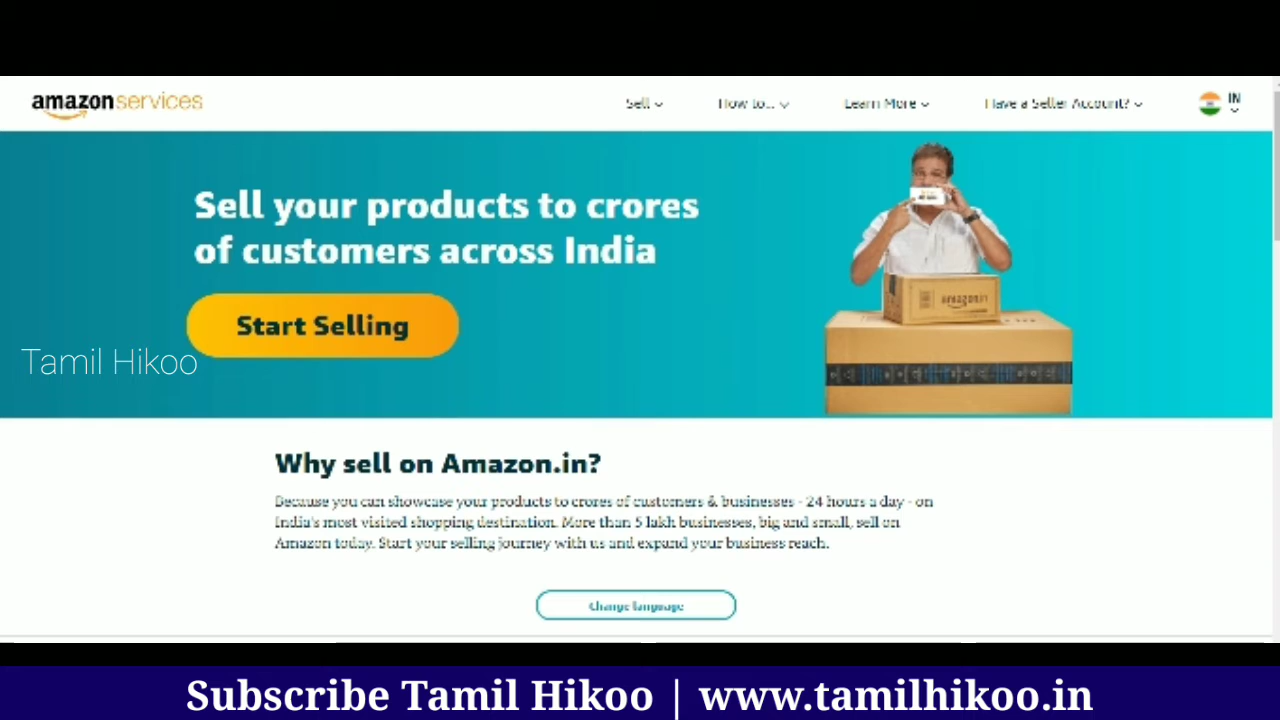 amazonservices
Sell
How to...
Learn More
Have a Seller Account?
IN
Sell your products to crores
of customers across India
Start Selling
amazon.in
Tamil Hikoo
Why sell on Amazon.in?
Because you can showcase your products to crores of customers & businesses - 24 hours a day - on
India's most visited shopping destination. More than 5 lakh businesses, big and small, sell on
Amazon today. Start your selling journey with us and expand your business reach.
Change language
Subscribe Tamil Hikoo | www.tamilhikoo.in